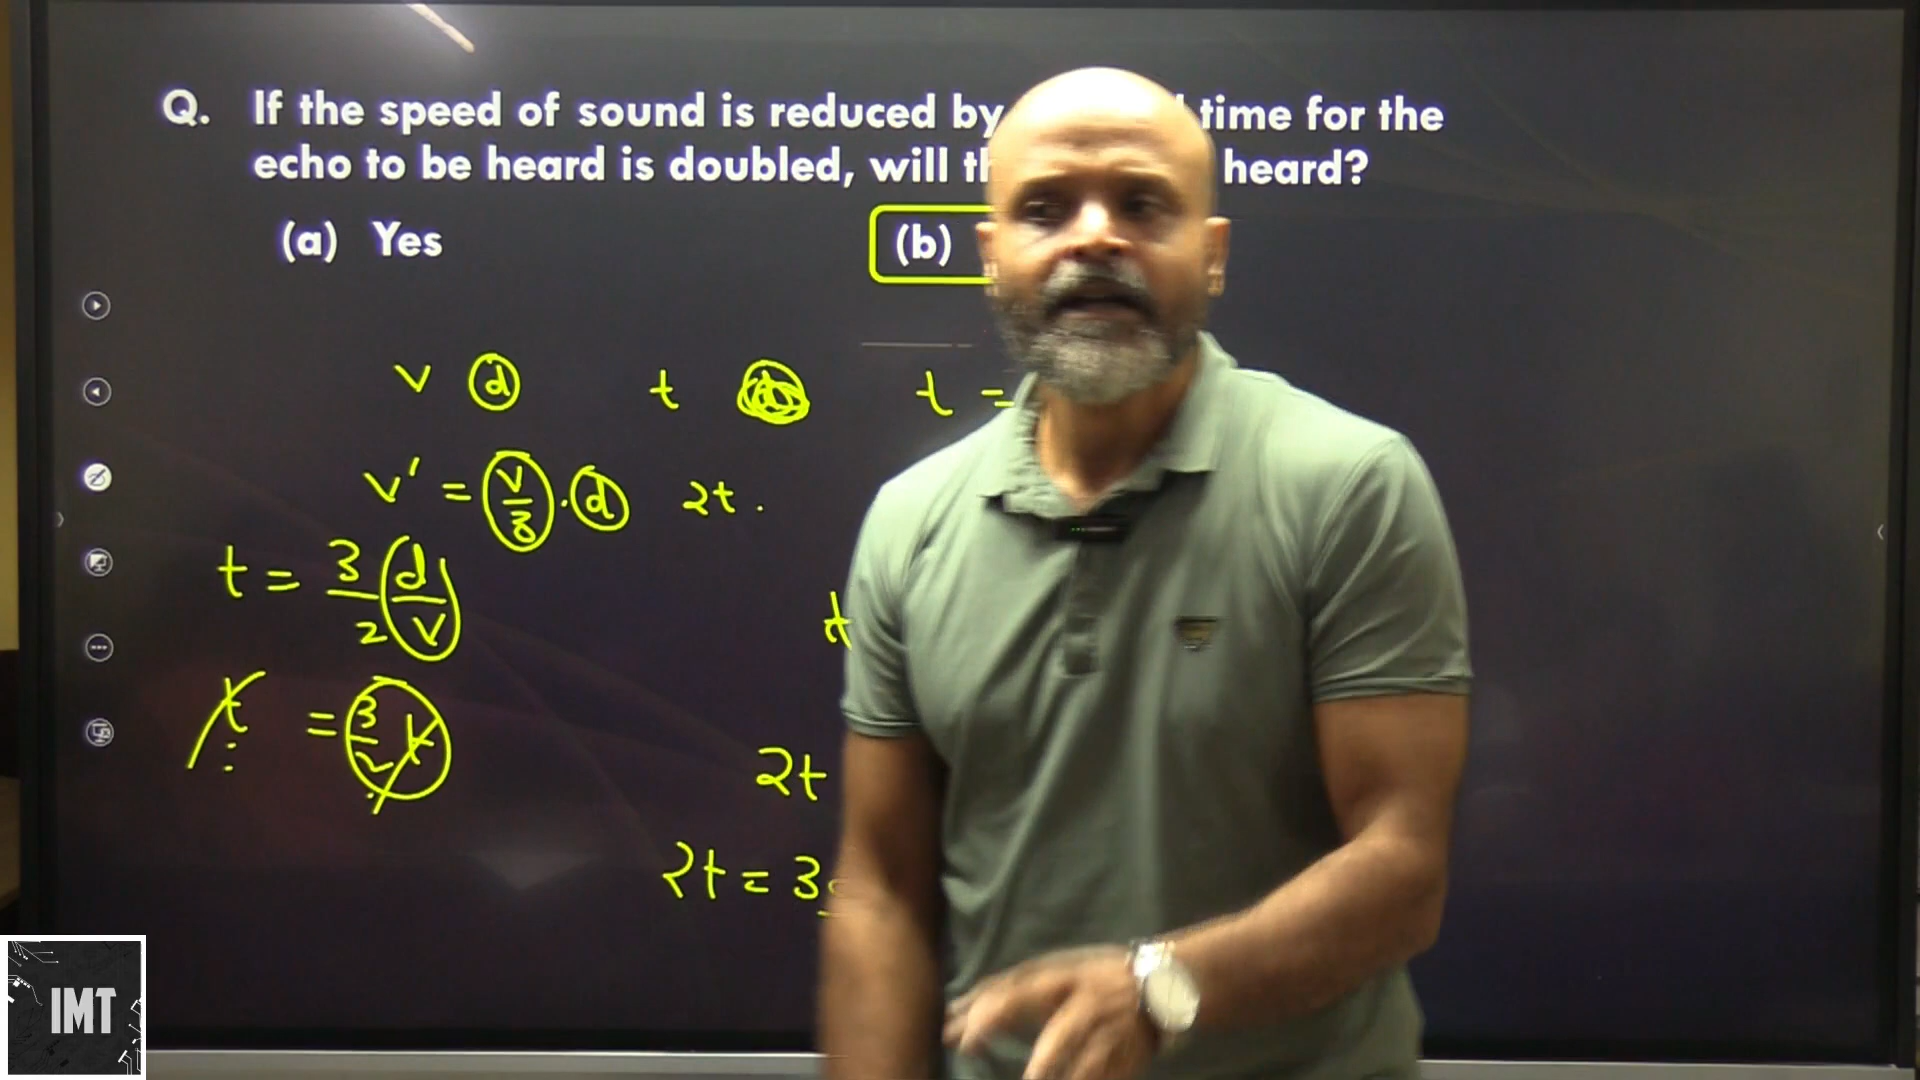 Q. If the speed of sound is reduced by time for the
echo to be heard is doubled, will heard?
(a) Yes (b)
v d t t =
v' = v/3 · d 2t.
t = 3/2 (d/v)
t
t = 3/2 t
2t
2t = 3
IMT